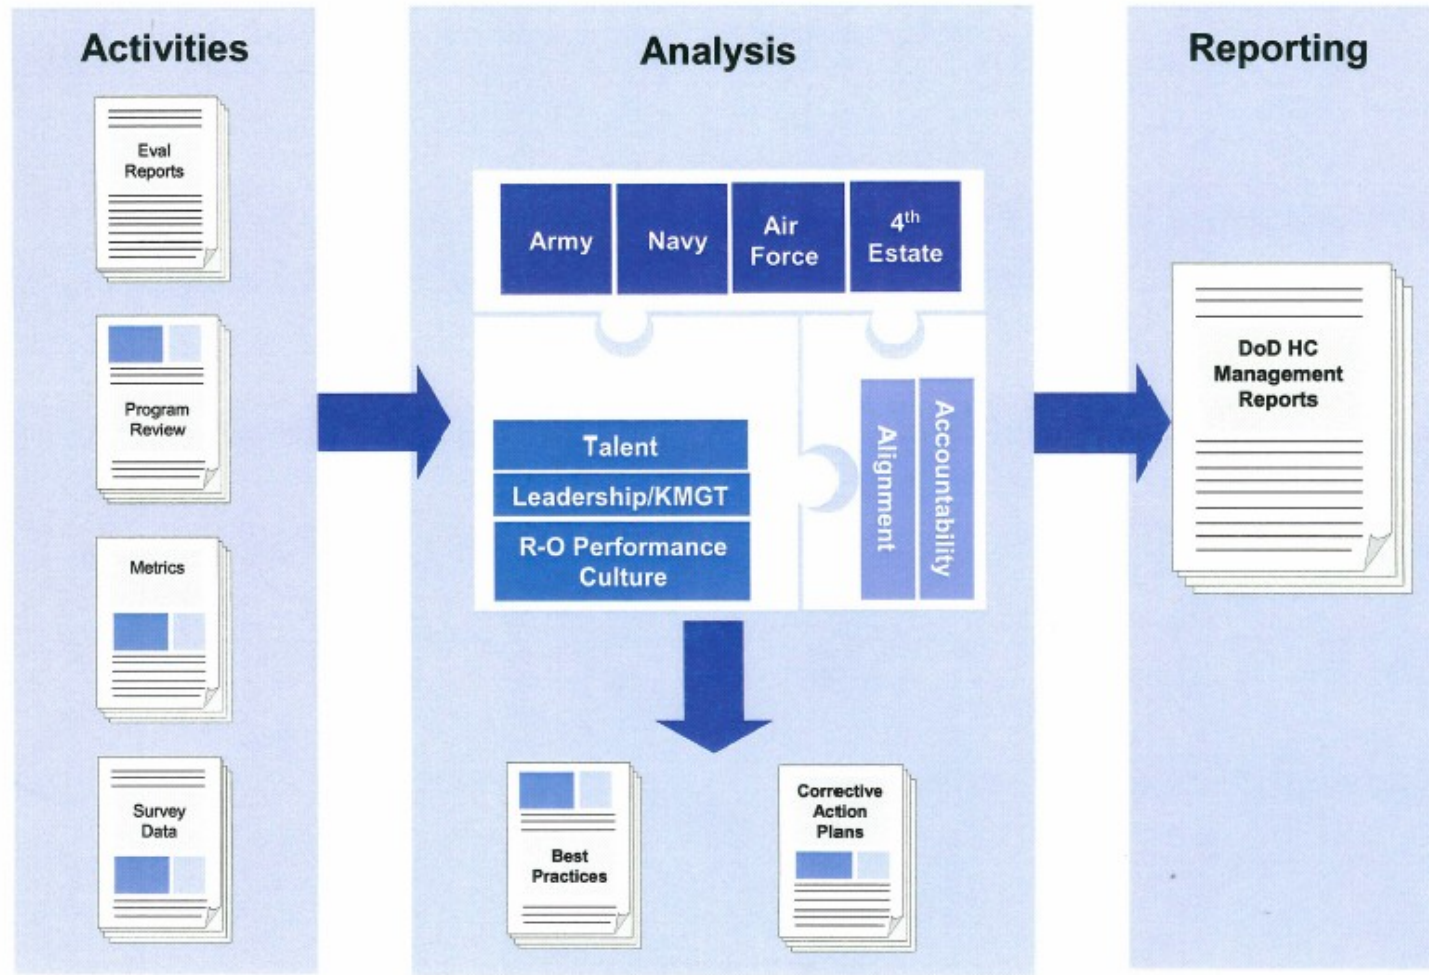 Activities
Eval
Reports
Program
Review
Metrics
Survey
Data
Analysis
Army
Navy
Air
Force
4th
Estate
Talent
Leadership/KMGT
R-O Performance
Culture
Alignment
Accountability
Best
Practices
Corrective
Action
Plans
Reporting
DoD HC
Management
Reports